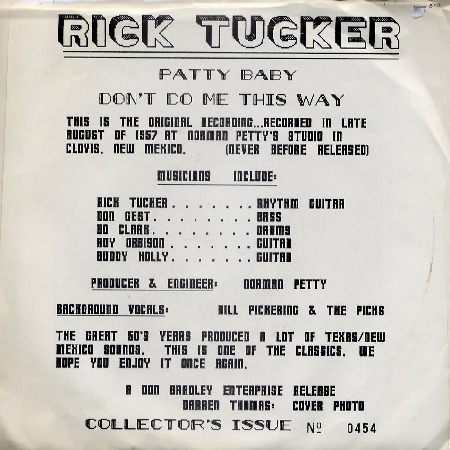 RICK TUCKER
PATTY BABY
DON'T DO ME THIS WAY
THIS IS THE ORIGINAL RECORDING...RECORDED IN LATE
AUGUST OF 1957 AT NORMAN PETTY'S STUDIO IN
CLOVIS, NEW MEXICO. (NEVER BEFORE RELEASED)
MUSICIANS INCLUDE:
RICK TUCKER.......RHYTHM GUITAR
DON GEST..........BASS
BO CLARK..........DRUMS
ROY ORBISON.......GUITAR
BUDDY HOLLY.......GUITAR
PRODUCER & ENGINEER: NORMAN PETTY
BACKGROUND VOCALS: BILL PICKERING & THE PICKS
THE GREAT 50'S YEARS PRODUCED A LOT OF TEXAS/NEW
MEXICO SOUNDS. THIS IS ONE OF THE CLASSICS. WE
HOPE YOU ENJOY IT ONCE AGAIN.
A DON BRADLEY ENTERPRISE RELEASE
DARREN THOMAS: COVER PHOTO
COLLECTOR'S ISSUE Nº 0454